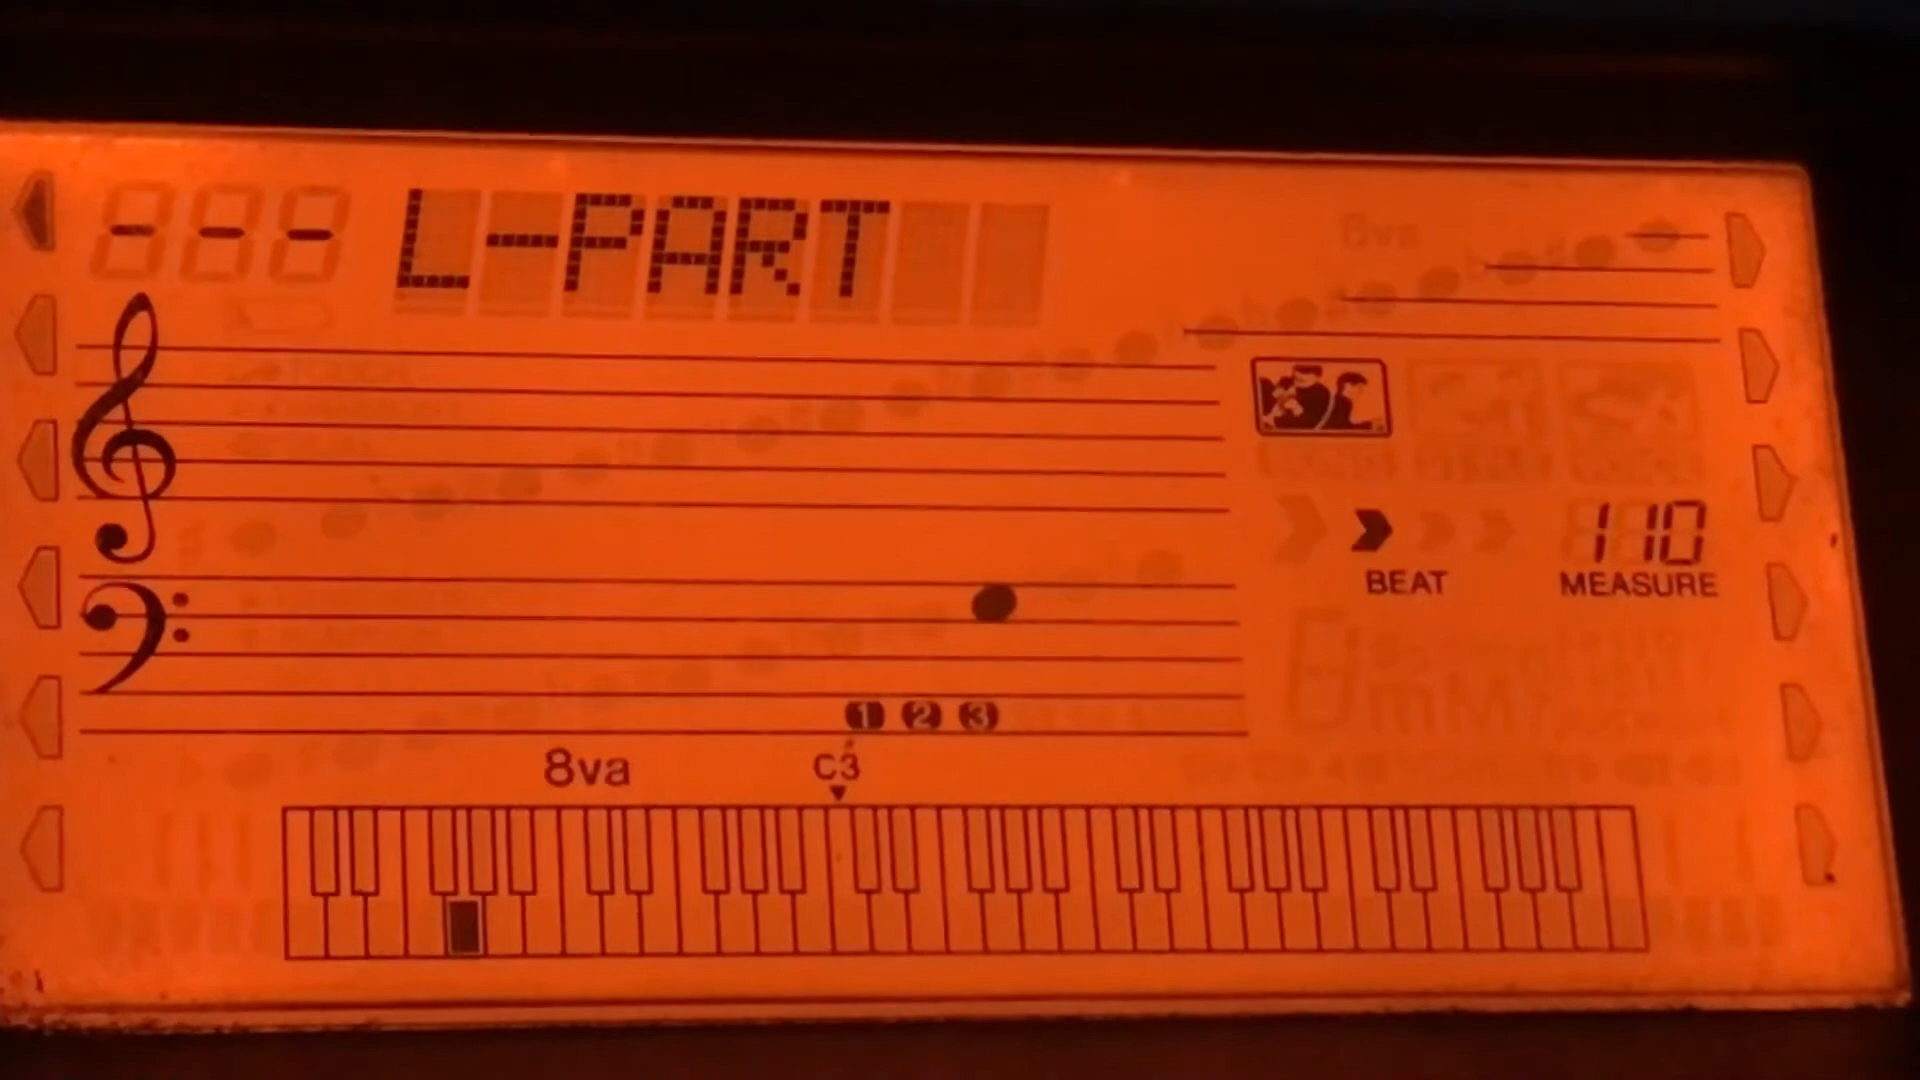 --- L-PART
110
BEAT MEASURE
1 2 3
8va C3